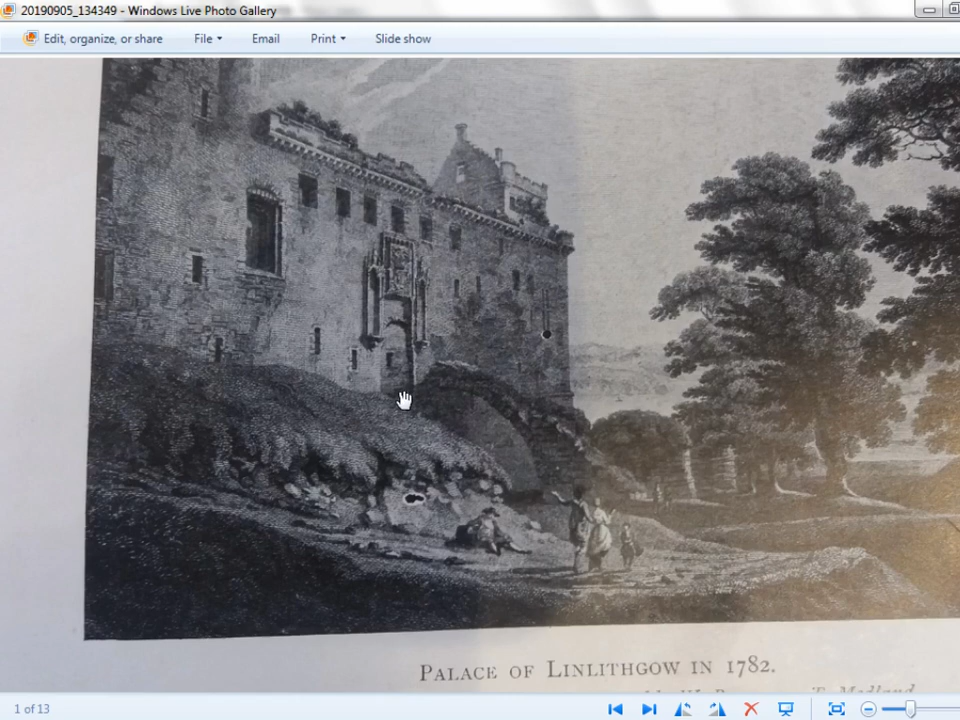 20190905_134349 - Windows Live Photo Gallery
Edit, organize, or share File Email Print Slide show
PALACE OF LINLITHGOW IN 1782.
T. Medland
1 of 13